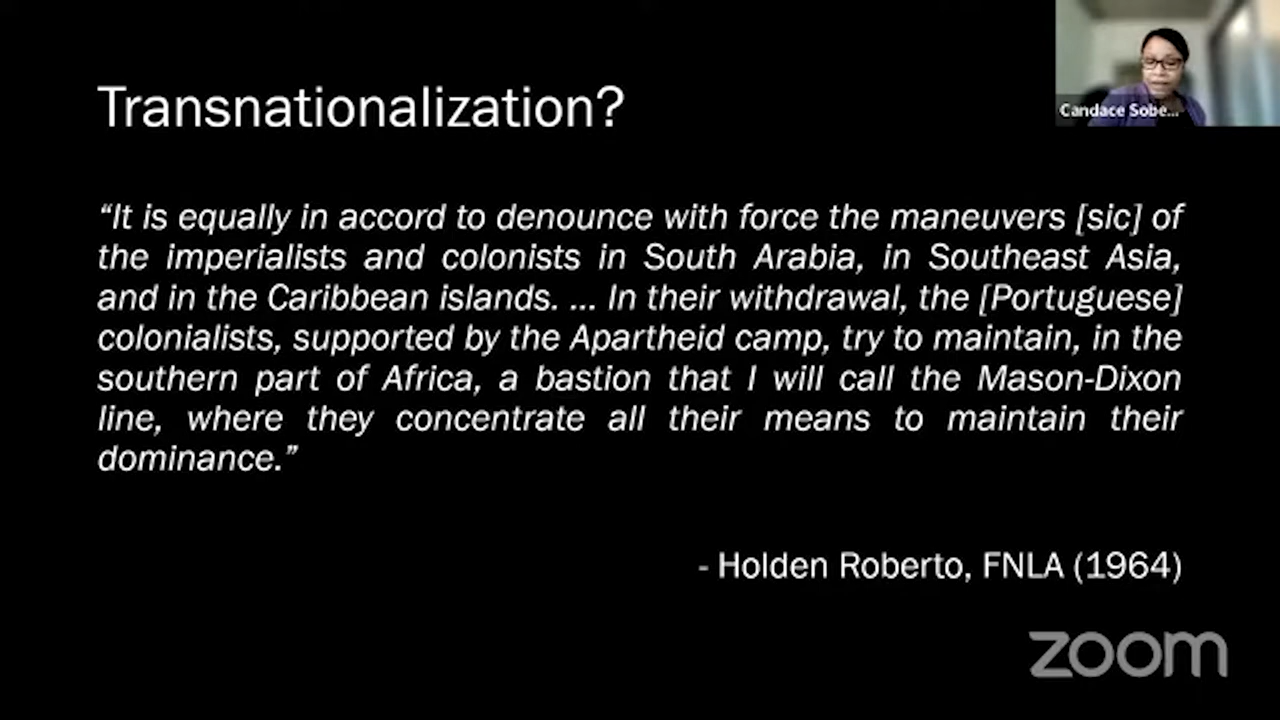 Transnationalization?
Candace Sobe...
“It is equally in accord to denounce with force the maneuvers [sic] of
the imperialists and colonists in South Arabia, in Southeast Asia,
and in the Caribbean islands. ... In their withdrawal, the [Portuguese]
colonialists, supported by the Apartheid camp, try to maintain, in the
southern part of Africa, a bastion that I will call the Mason-Dixon
line, where they concentrate all their means to maintain their
dominance.”
- Holden Roberto, FNLA (1964)
zoom